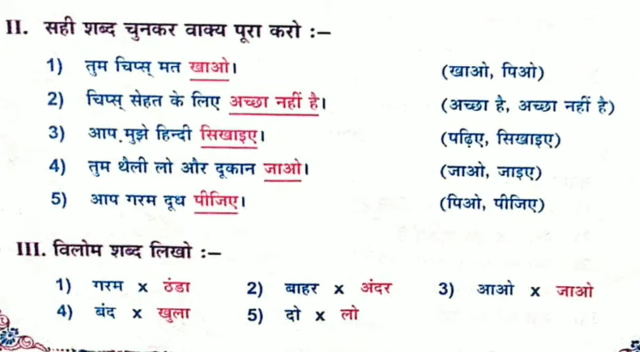 II. सही शब्द चुनकर वाक्य पूरा करो :–
1) तुम चिप्स् मत खाओ। (खाओ, पिओ)
2) चिप्स् सेहत के लिए अच्छा नहीं है। (अच्छा है, अच्छा नहीं है)
3) आप मुझे हिन्दी सिखाइए। (पढ़िए, सिखाइए)
4) तुम थैली लो और दूकान जाओ। (जाओ, जाइए)
5) आप गरम दूध पीजिए। (पिओ, पीजिए)
III. विलोम शब्द लिखो :–
1) गरम x ठंडा 2) बाहर x अंदर 3) आओ x जाओ
4) बंद x खुला 5) दो x लो